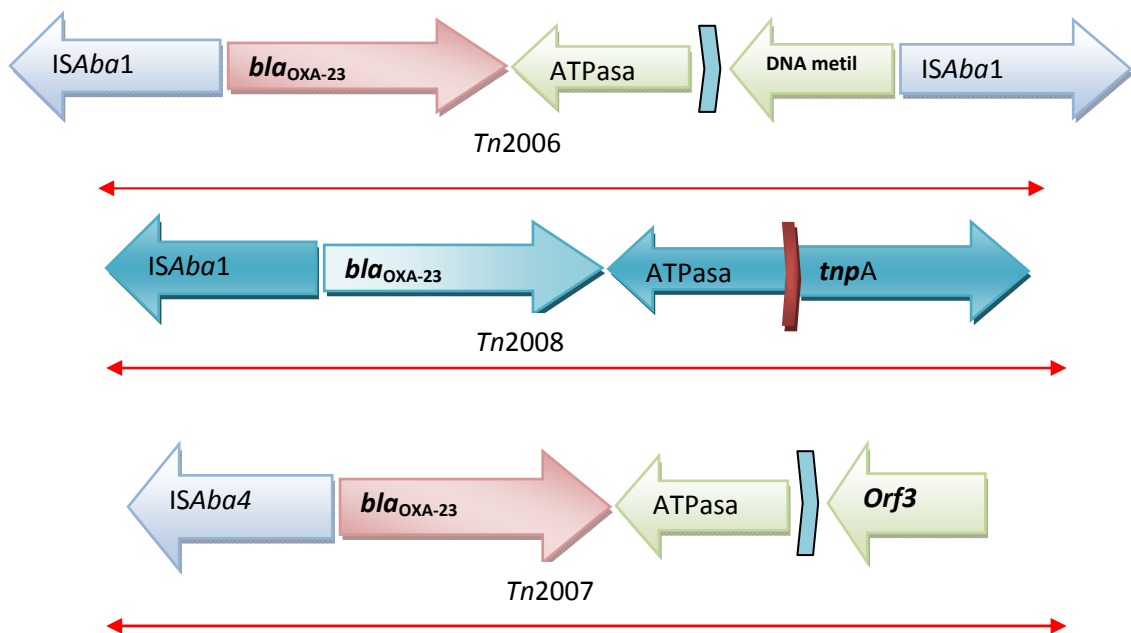 ISAba1 blaOXA-23 ATPasa DNA metil ISAba1
Tn2006
ISAba1 blaOXA-23 ATPasa tnpA
Tn2008
ISAba4 blaOXA-23 ATPasa Orf3
Tn2007